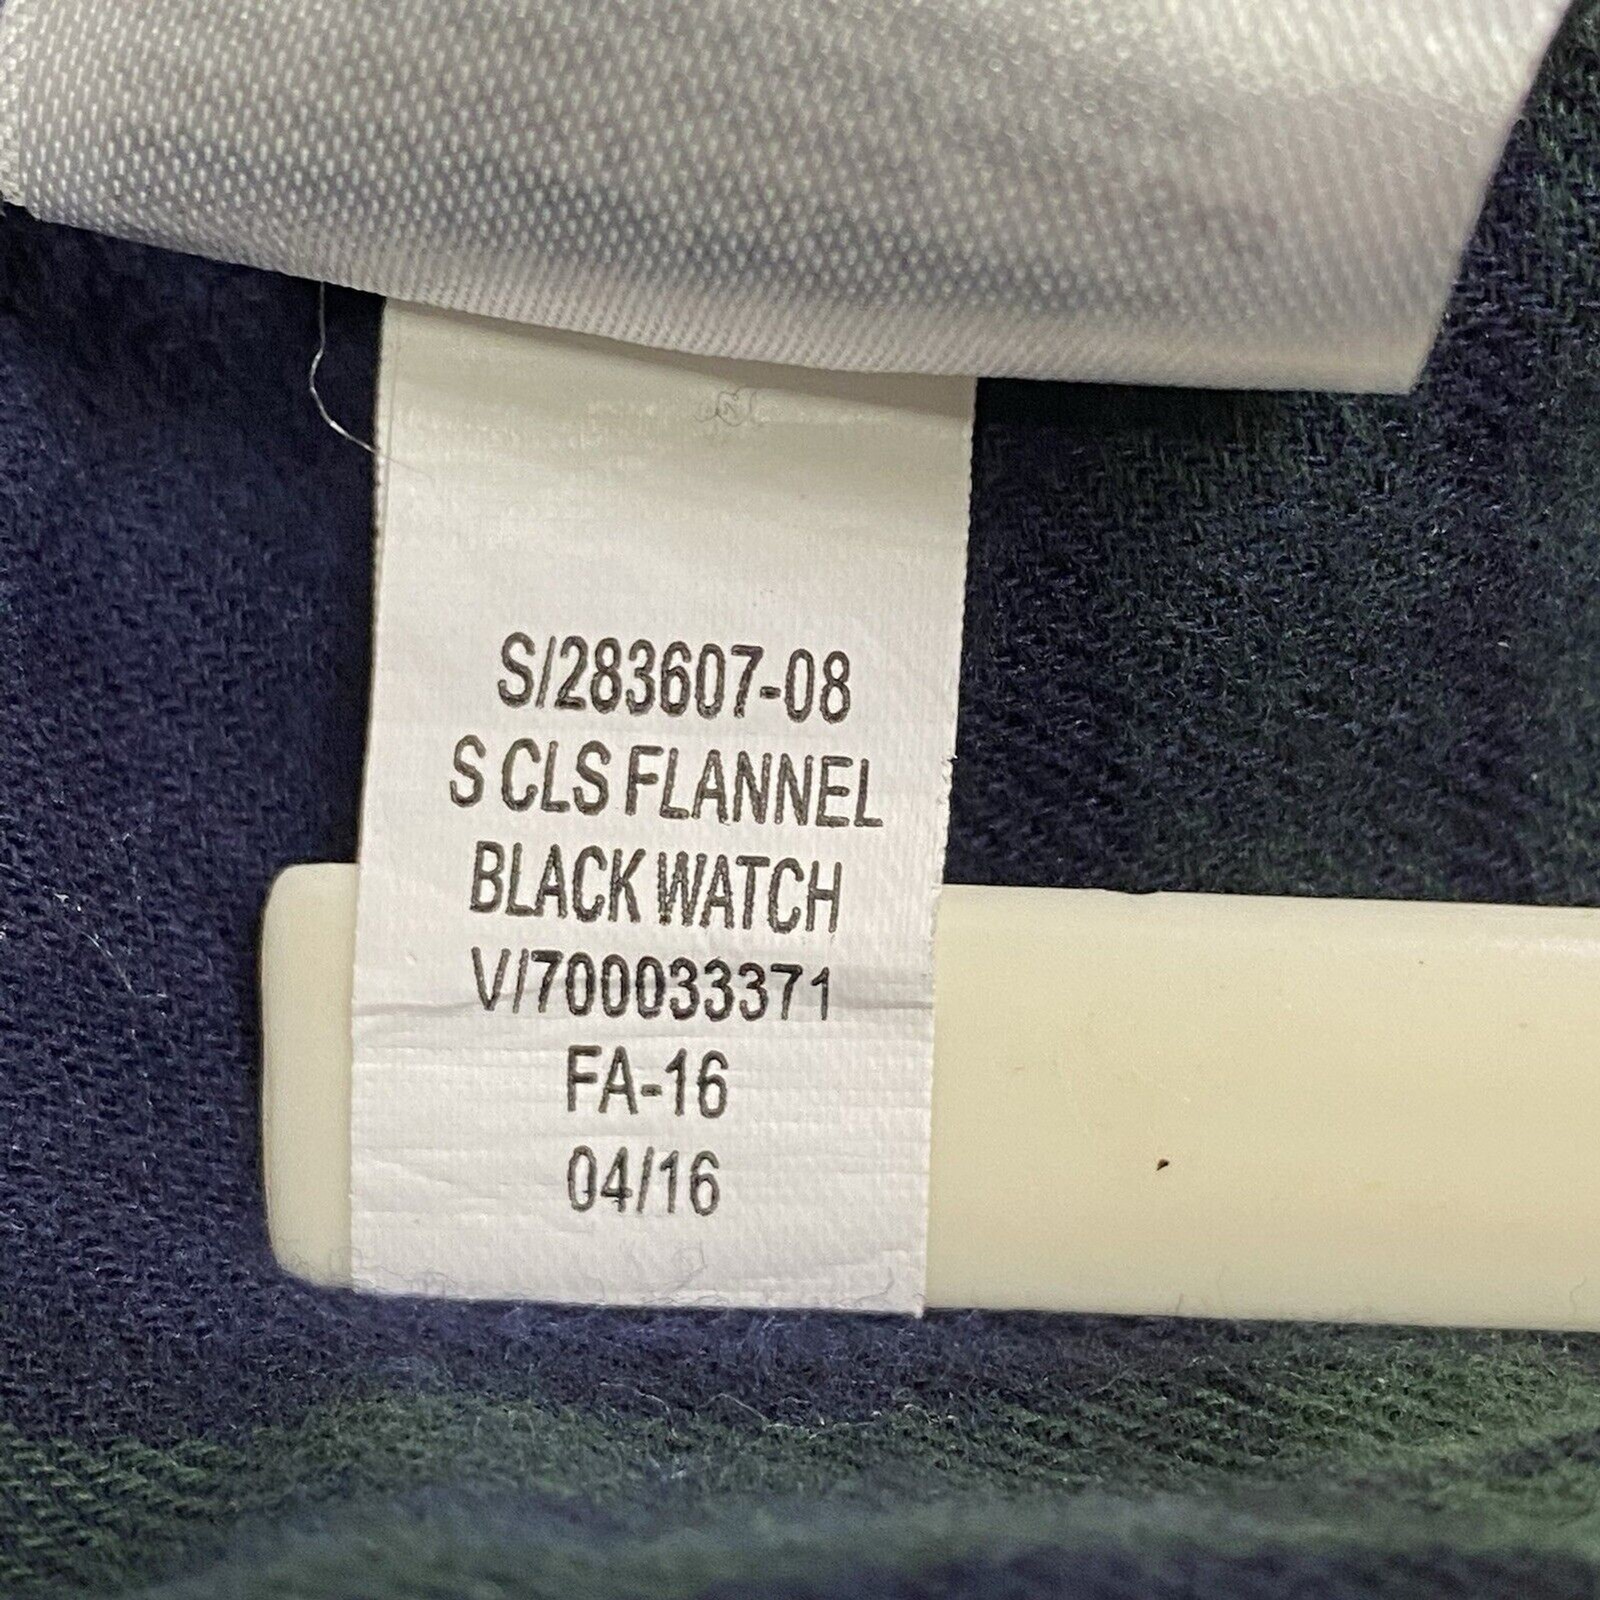 S/283607-08
S CLS FLANNEL
BLACK WATCH
V/700033371
FA-16
04/16